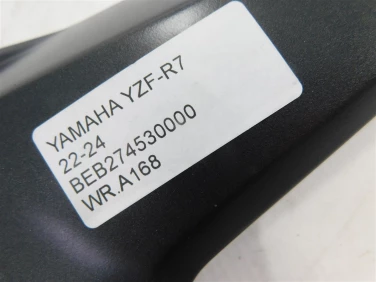 YAMAHA YZF-R7
22-24
BEB274530000
WR.A168